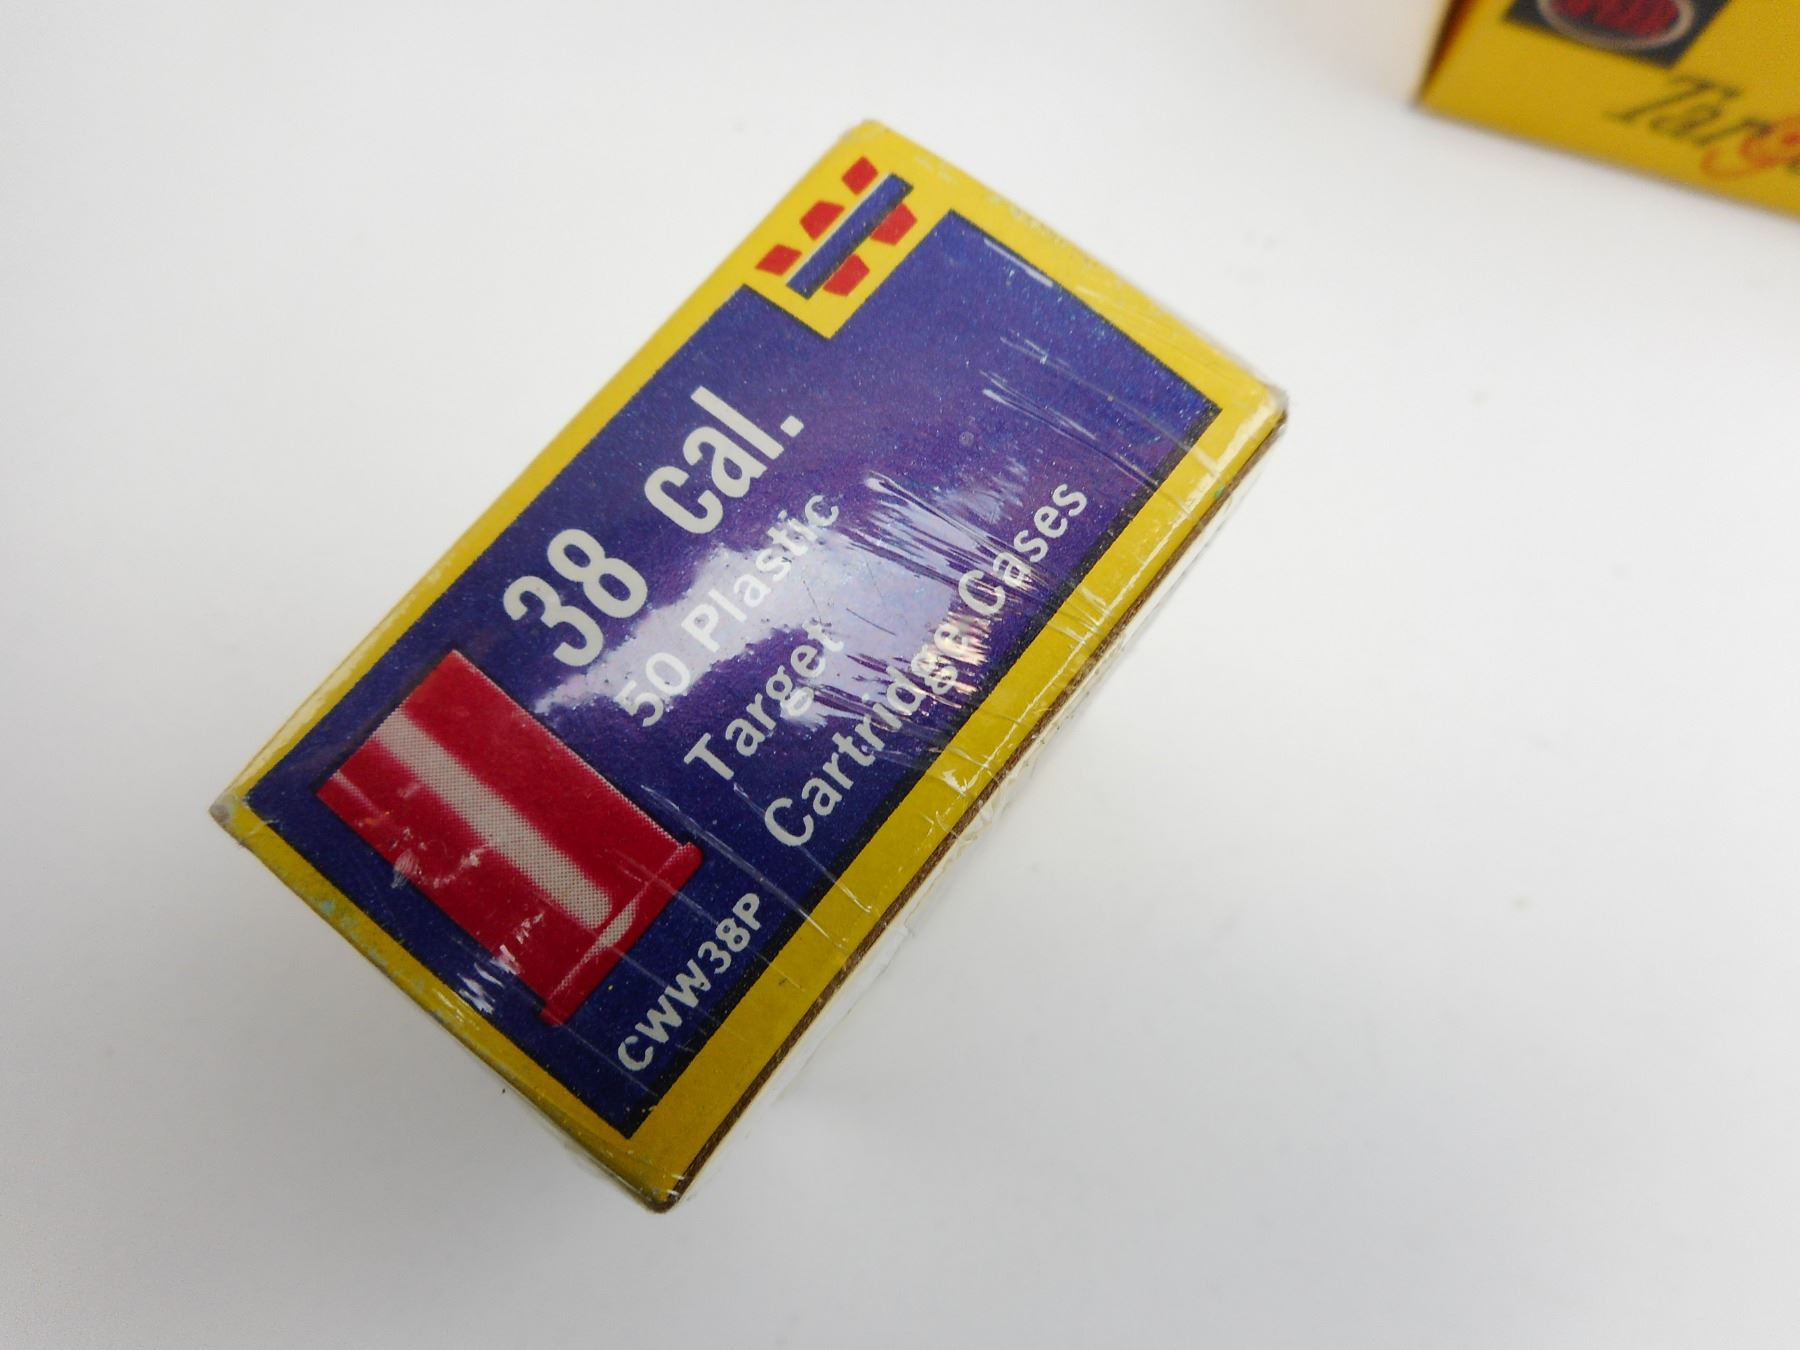 38 cal.
50 Plastic
Target
Cartridge Cases
CWW38P